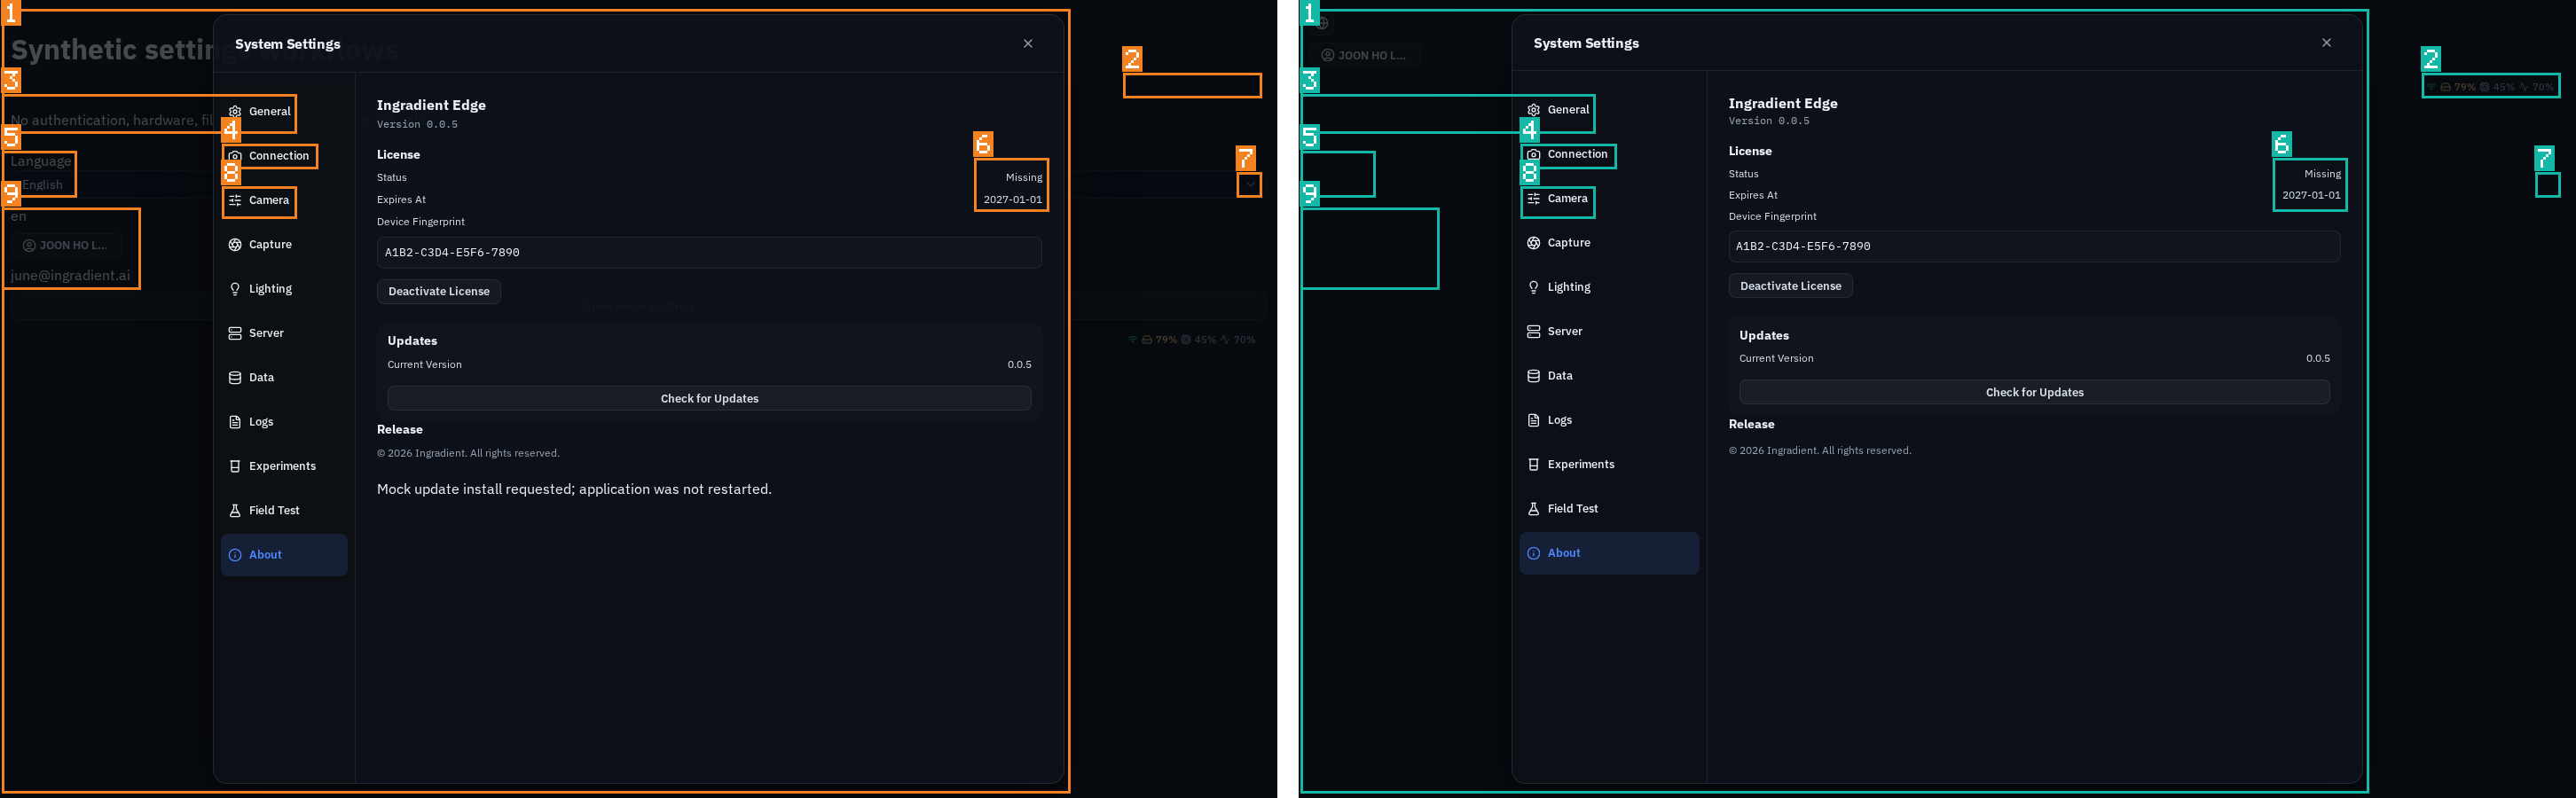 1
Synthetic settings workflows
System Settings
2
3
No authentication, hardware, fil
General
4
5
Language
English
Connection
8
Camera
9
en
JOON HO L...
june@ingradient.ai
Capture
Lighting
Server
Data
Logs
Experiments
Field Test
About
Ingradient Edge
Version 0.0.5
License
6
Status
Missing
Expires At
2027-01-01
Device Fingerprint
A1B2-C3D4-E5F6-7890
Deactivate License
Open mock settings
Updates
Current Version
0.0.5
Check for Updates
Release
© 2026 Ingradient. All rights reserved.
Mock update install requested; application was not restarted.
7
79% 45% 70%
1
JOON HO L...
System Settings
2
79% 45% 70%
3
General
4
5
Connection
8
Camera
9
Capture
Lighting
Server
Data
Logs
Experiments
Field Test
About
Ingradient Edge
Version 0.0.5
License
6
Status
Missing
Expires At
2027-01-01
Device Fingerprint
A1B2-C3D4-E5F6-7890
Deactivate License
Updates
Current Version
0.0.5
Check for Updates
Release
© 2026 Ingradient. All rights reserved.
7